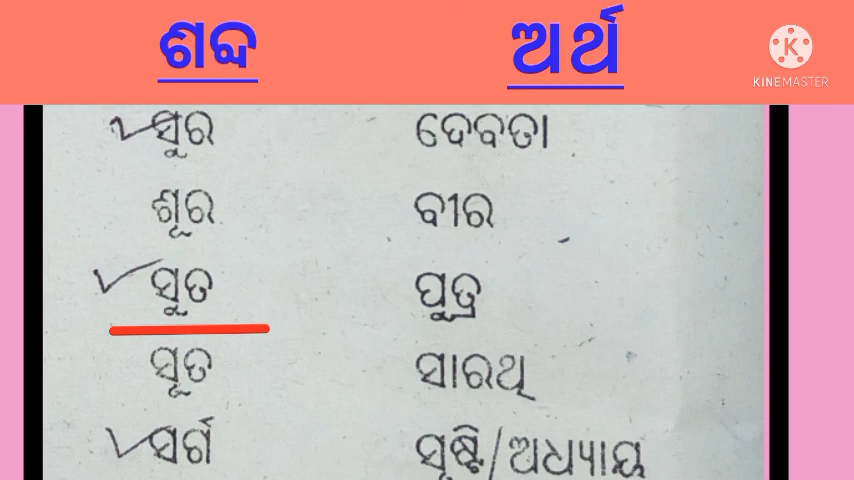 ଶବ୍ଦ ଅର୍ଥ
KINEMASTER
ସୁର ଦେବତା
ଶୂର ବୀର
ସୁତ ପୁତ୍ର
ସୂତ ସାରଥି
ସର୍ଗ ସୃଷ୍ଟି/ଅଧ୍ୟାୟ